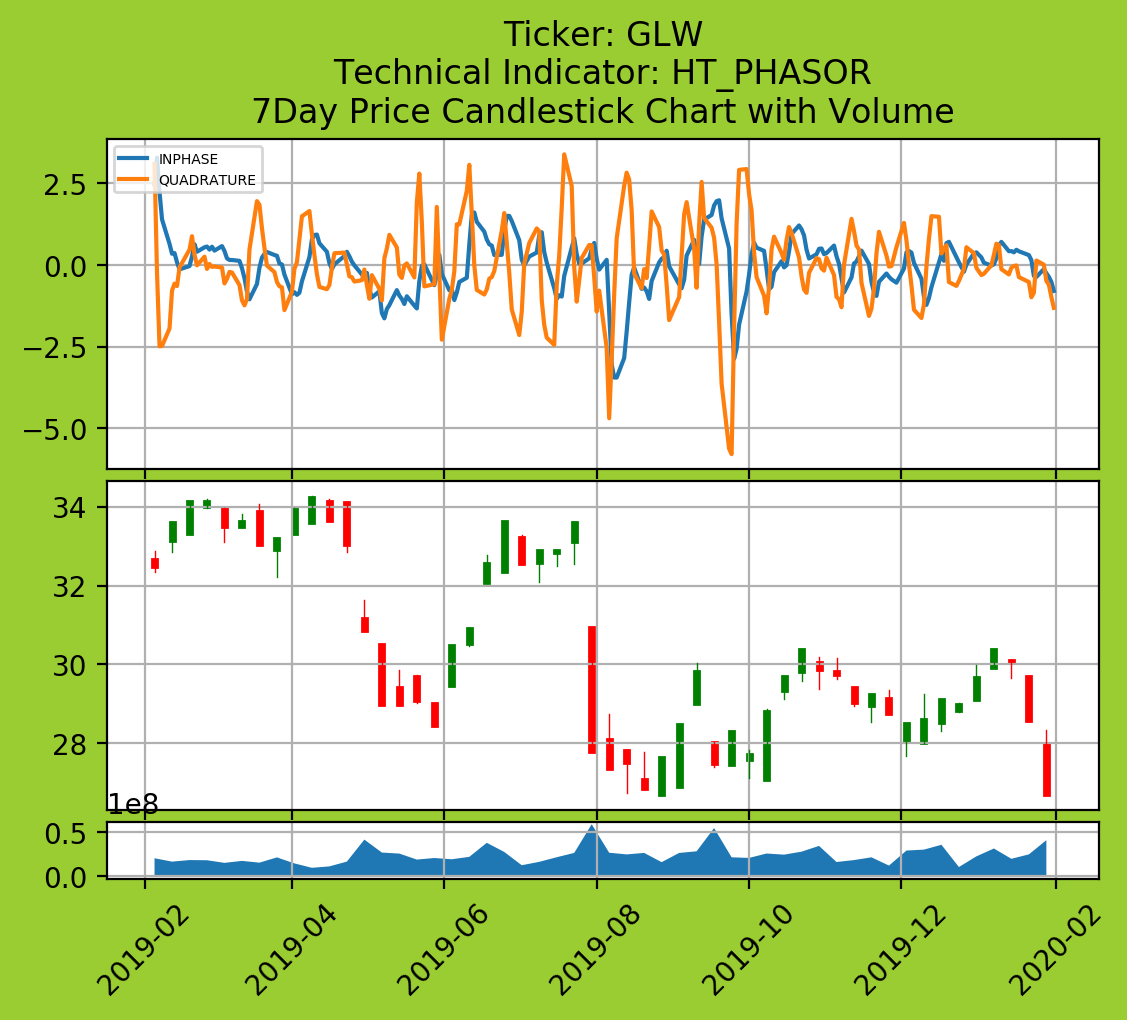 Ticker: GLW
Technical Indicator: HT_PHASOR
7Day Price Candlestick Chart with Volume
INPHASE
QUADRATURE
2.5
0.0
−2.5
−5.0
34
32
30
28
1e8
0.5
0.0
2019-02
2019-04
2019-06
2019-08
2019-10
2019-12
2020-02